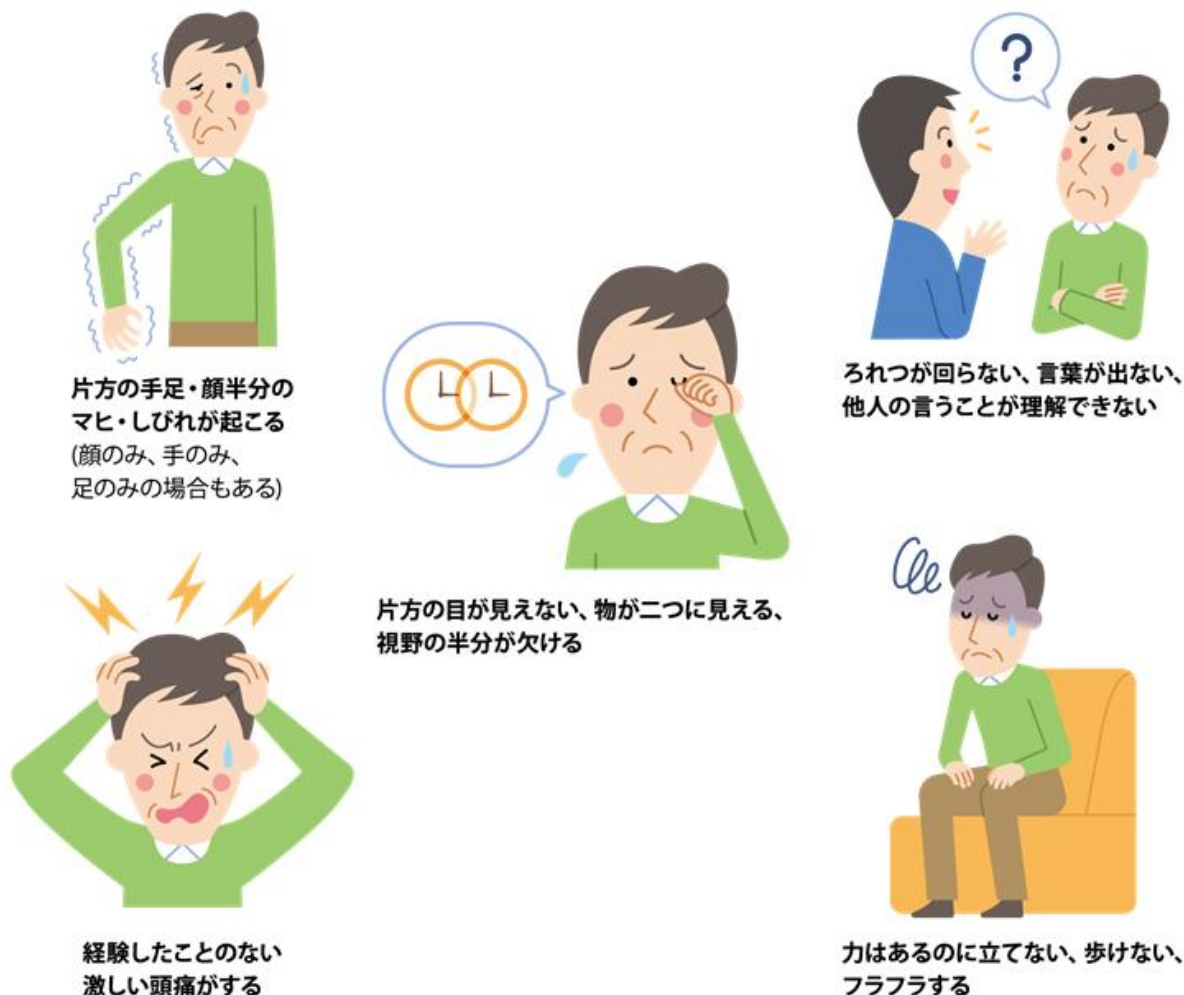 ?
片方の手足・顔半分の
マヒ・しびれが起こる
(顔のみ、手のみ、
足のみの場合もある)
ろれつが回らない、言葉が出ない、
他人の言うことが理解できない
片方の目が見えない、物が二つに見える、
視野の半分が欠ける
経験したことのない
激しい頭痛がする
力はあるのに立てない、歩けない、
フラフラする